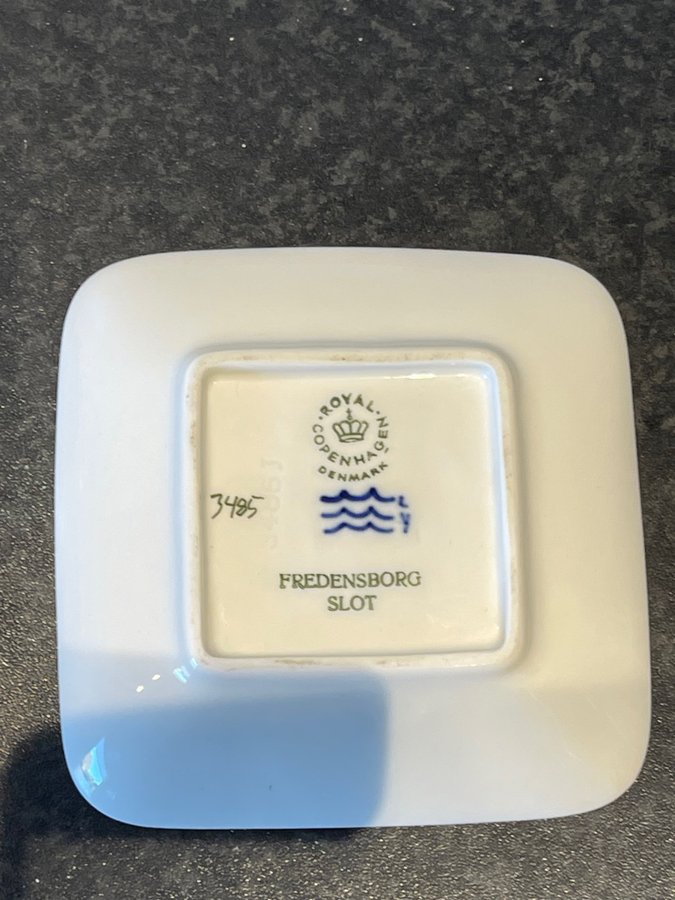 ·ROYAL·
COPENHAGEN
DENMARK
3485
L
V
FREDENSBORG
SLOT